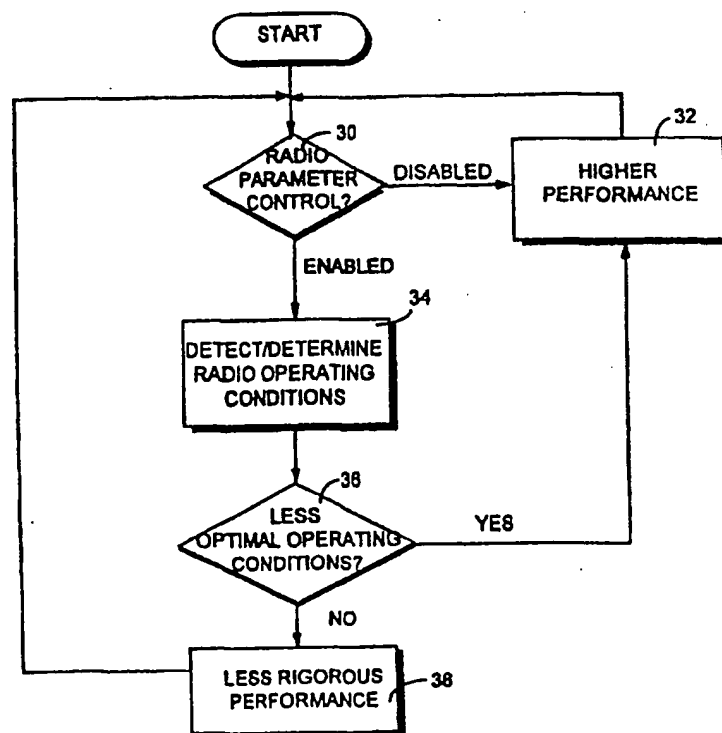 START
30
RADIO
PARAMETER
CONTROL?
DISABLED
32
HIGHER
PERFORMANCE
ENABLED
34
DETECT/DETERMINE
RADIO OPERATING
CONDITIONS
36
LESS
OPTIMAL OPERATING
CONDITIONS?
YES
NO
LESS RIGOROUS
PERFORMANCE
38